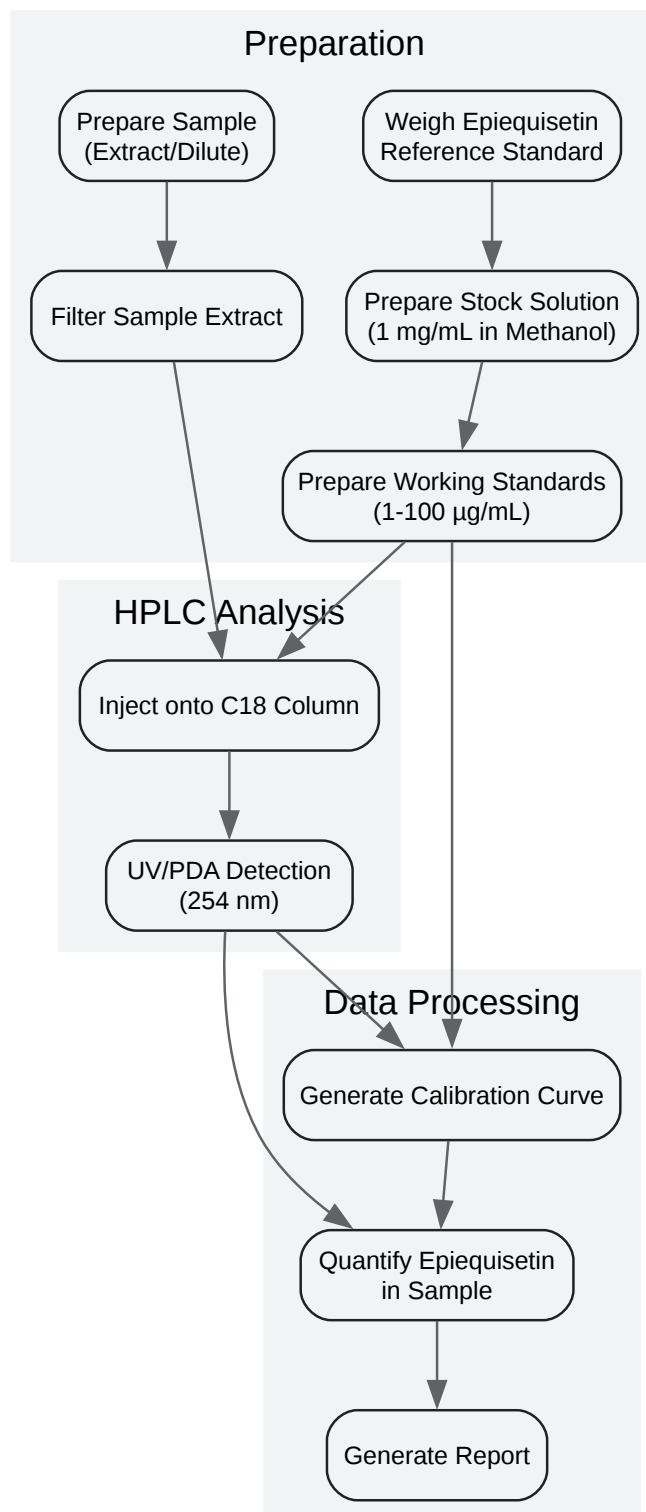 Preparation
Prepare Sample
(Extract/Dilute)
Weigh Epiequisetin
Reference Standard
Filter Sample Extract
Prepare Stock Solution
(1 mg/mL in Methanol)
Prepare Working Standards
(1-100 µg/mL)
HPLC Analysis
Inject onto C18 Column
UV/PDA Detection
(254 nm)
Data Processing
Generate Calibration Curve
Quantify Epiequisetin
in Sample
Generate Report